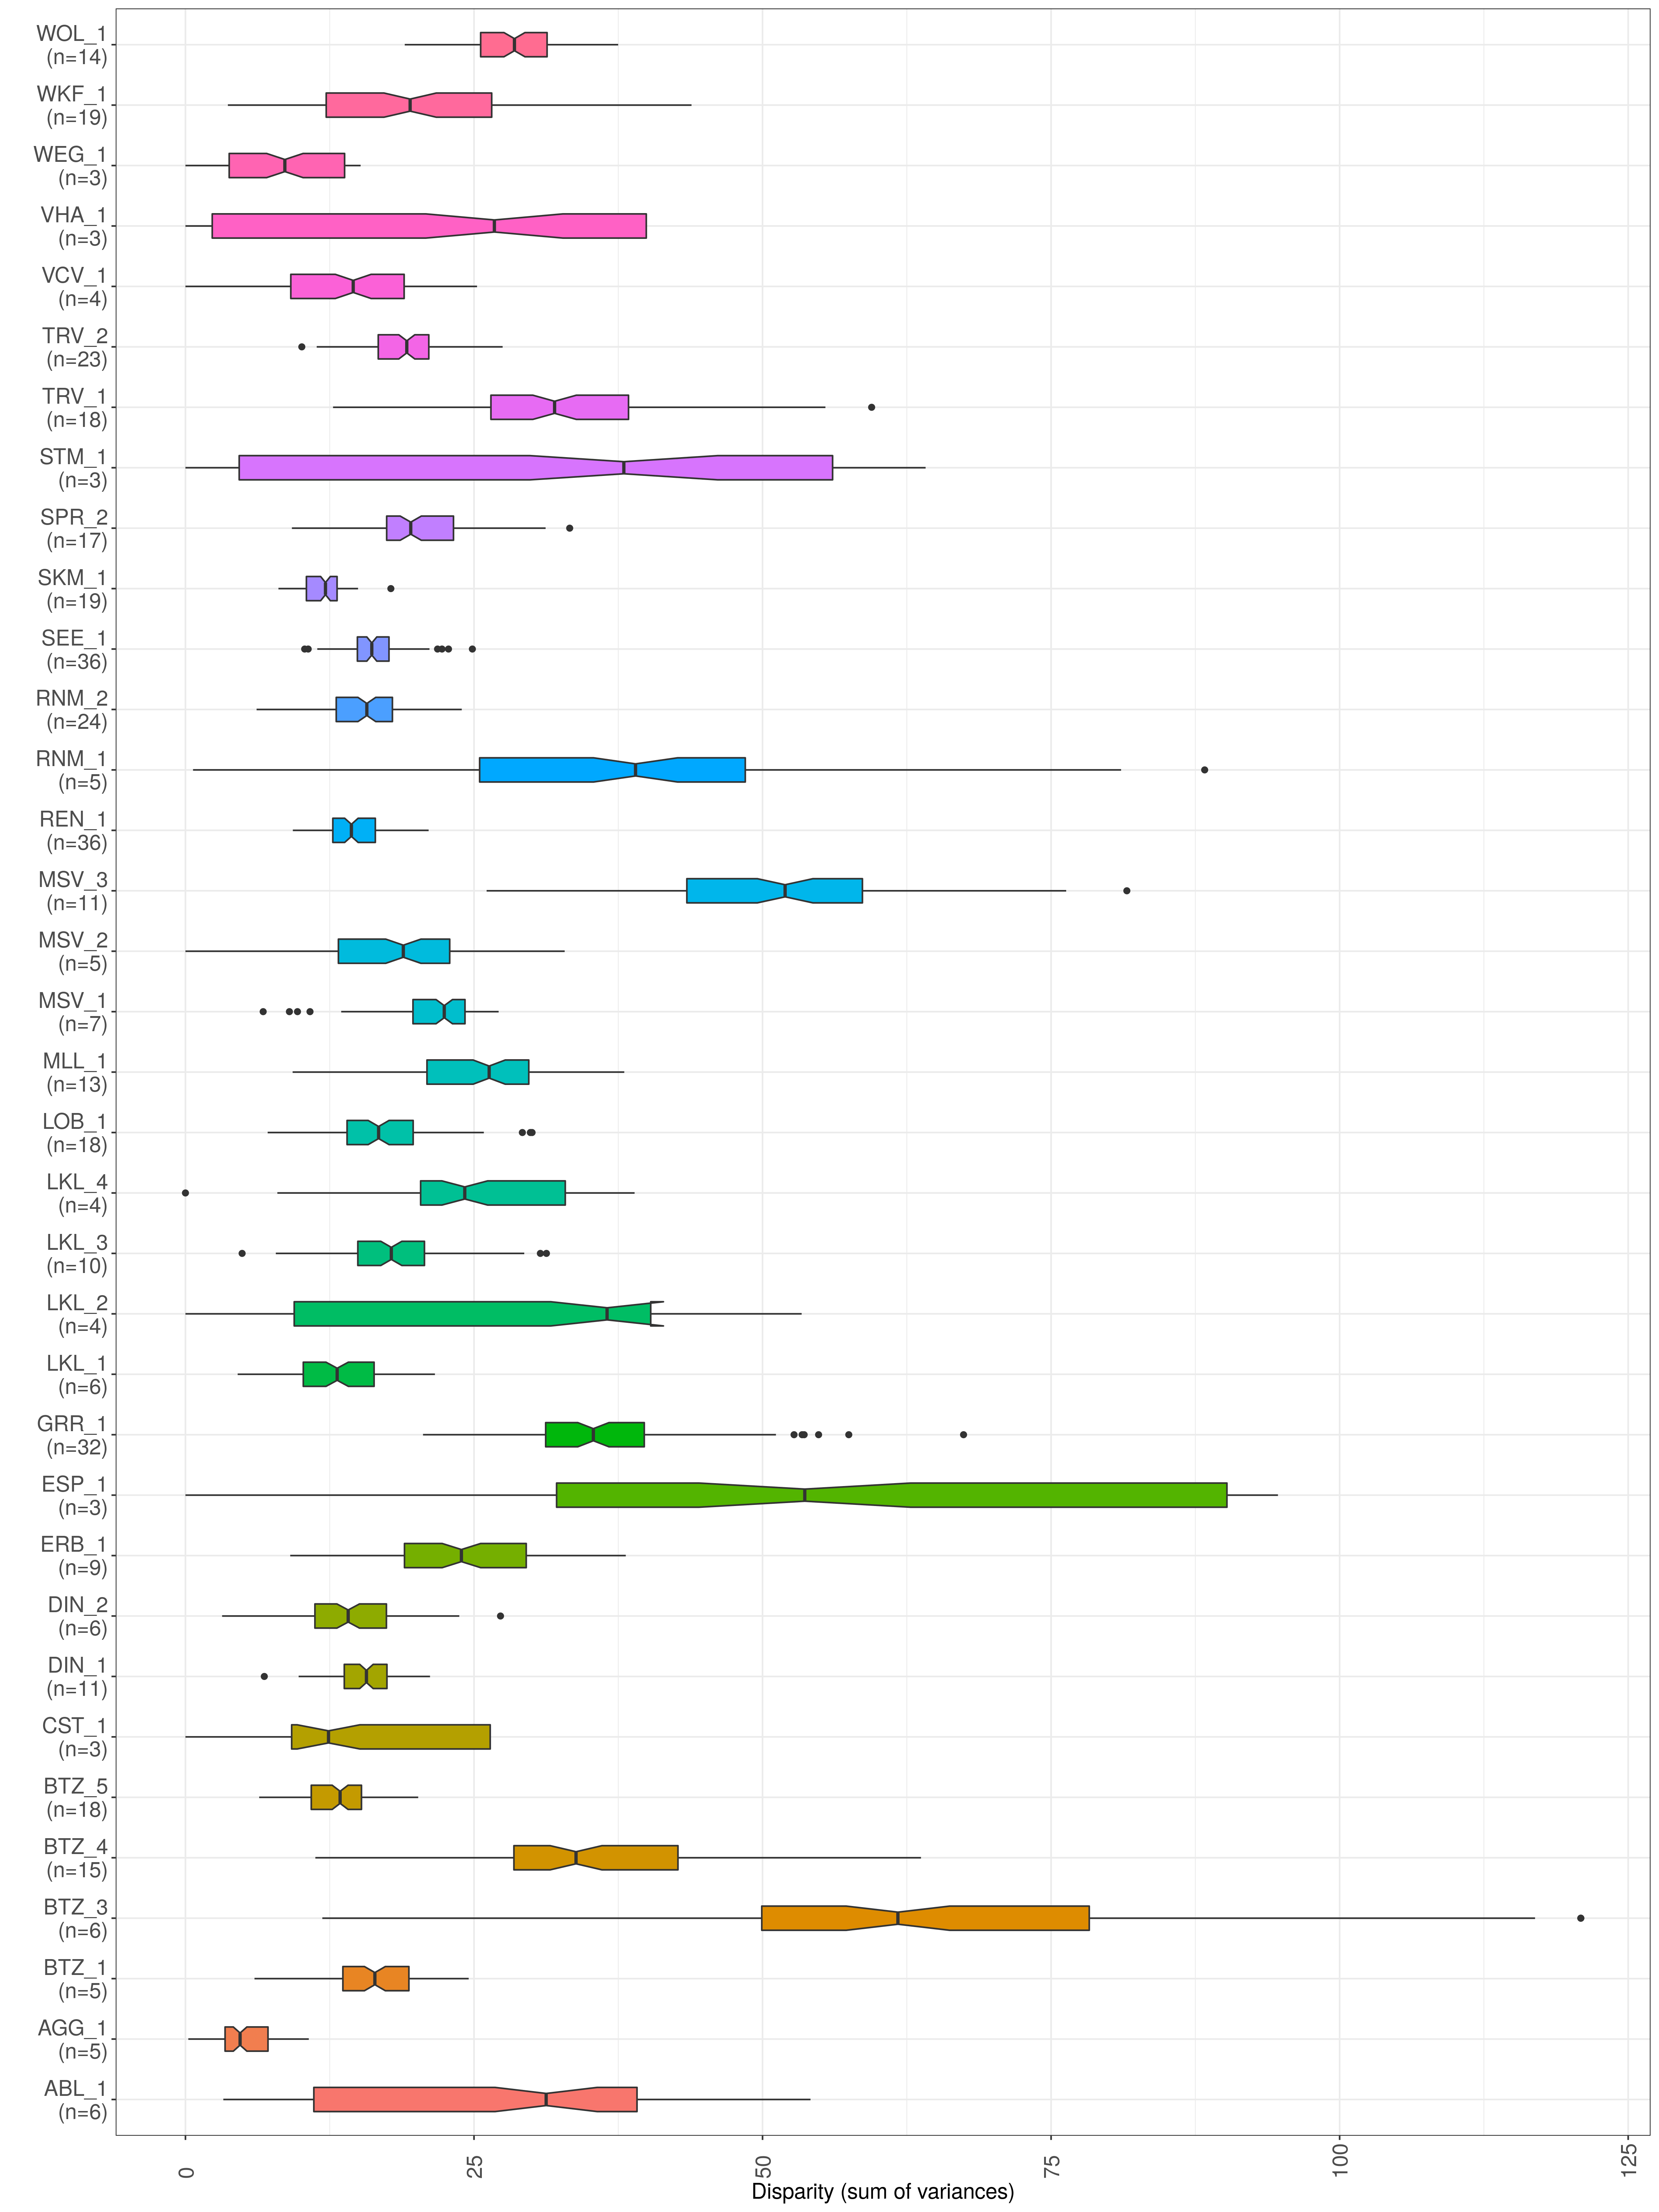 WOL_1
(n=14)
WKF_1
(n=19)
WEG_1
(n=3)
VHA_1
(n=3)
VCV_1
(n=4)
TRV_2
(n=23)
TRV_1
(n=18)
STM_1
(n=3)
SPR_2
(n=17)
SKM_1
(n=19)
SEE_1
(n=36)
RNM_2
(n=24)
RNM_1
(n=5)
REN_1
(n=36)
MSV_3
(n=11)
MSV_2
(n=5)
MSV_1
(n=7)
MLL_1
(n=13)
LOB_1
(n=18)
LKL_4
(n=4)
LKL_3
(n=10)
LKL_2
(n=4)
LKL_1
(n=6)
GRR_1
(n=32)
ESP_1
(n=3)
ERB_1
(n=9)
DIN_2
(n=6)
DIN_1
(n=11)
CST_1
(n=3)
BTZ_5
(n=18)
BTZ_4
(n=15)
BTZ_3
(n=6)
BTZ_1
(n=5)
AGG_1
(n=5)
ABL_1
(n=6)
0 25 50 75 100 125
Disparity (sum of variances)